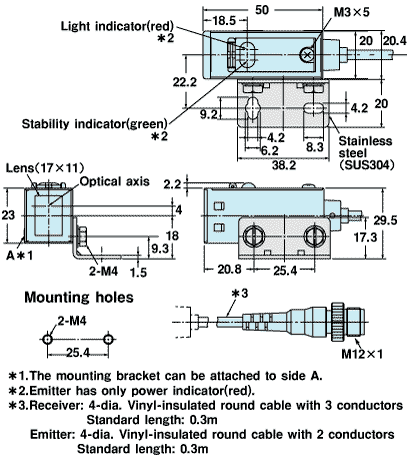 50
Light indicator(red)
18.5
M3×5
∗2
20
20.4
22.2
9.2
4.2
20
Stability indicator(green)
∗2
4.2
6.2
8.3
38.2
Stainless
steel
(SUS304)
Lens(17×11)
Optical axis
2.2
23
4
18
29.5
17.3
A∗1
9.3
2-M4
1.5
20.8
25.4
Mounting holes
∗3
2-M4
25.4
M12×1
∗1.The mounting bracket can be attached to side A.
∗2.Emitter has only power indicator(red).
∗3.Receiver: 4-dia. Vinyl-insulated round cable with 3 conductors
Standard length: 0.3m
Emitter: 4-dia. Vinyl-insulated round cable with 2 conductors
Standard length: 0.3m